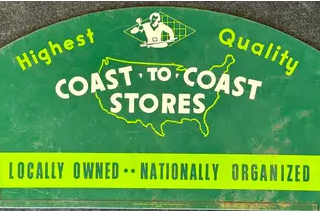 Highest Quality
COAST·TO·COAST
STORES
LOCALLY OWNED·· NATIONALLY ORGANIZED